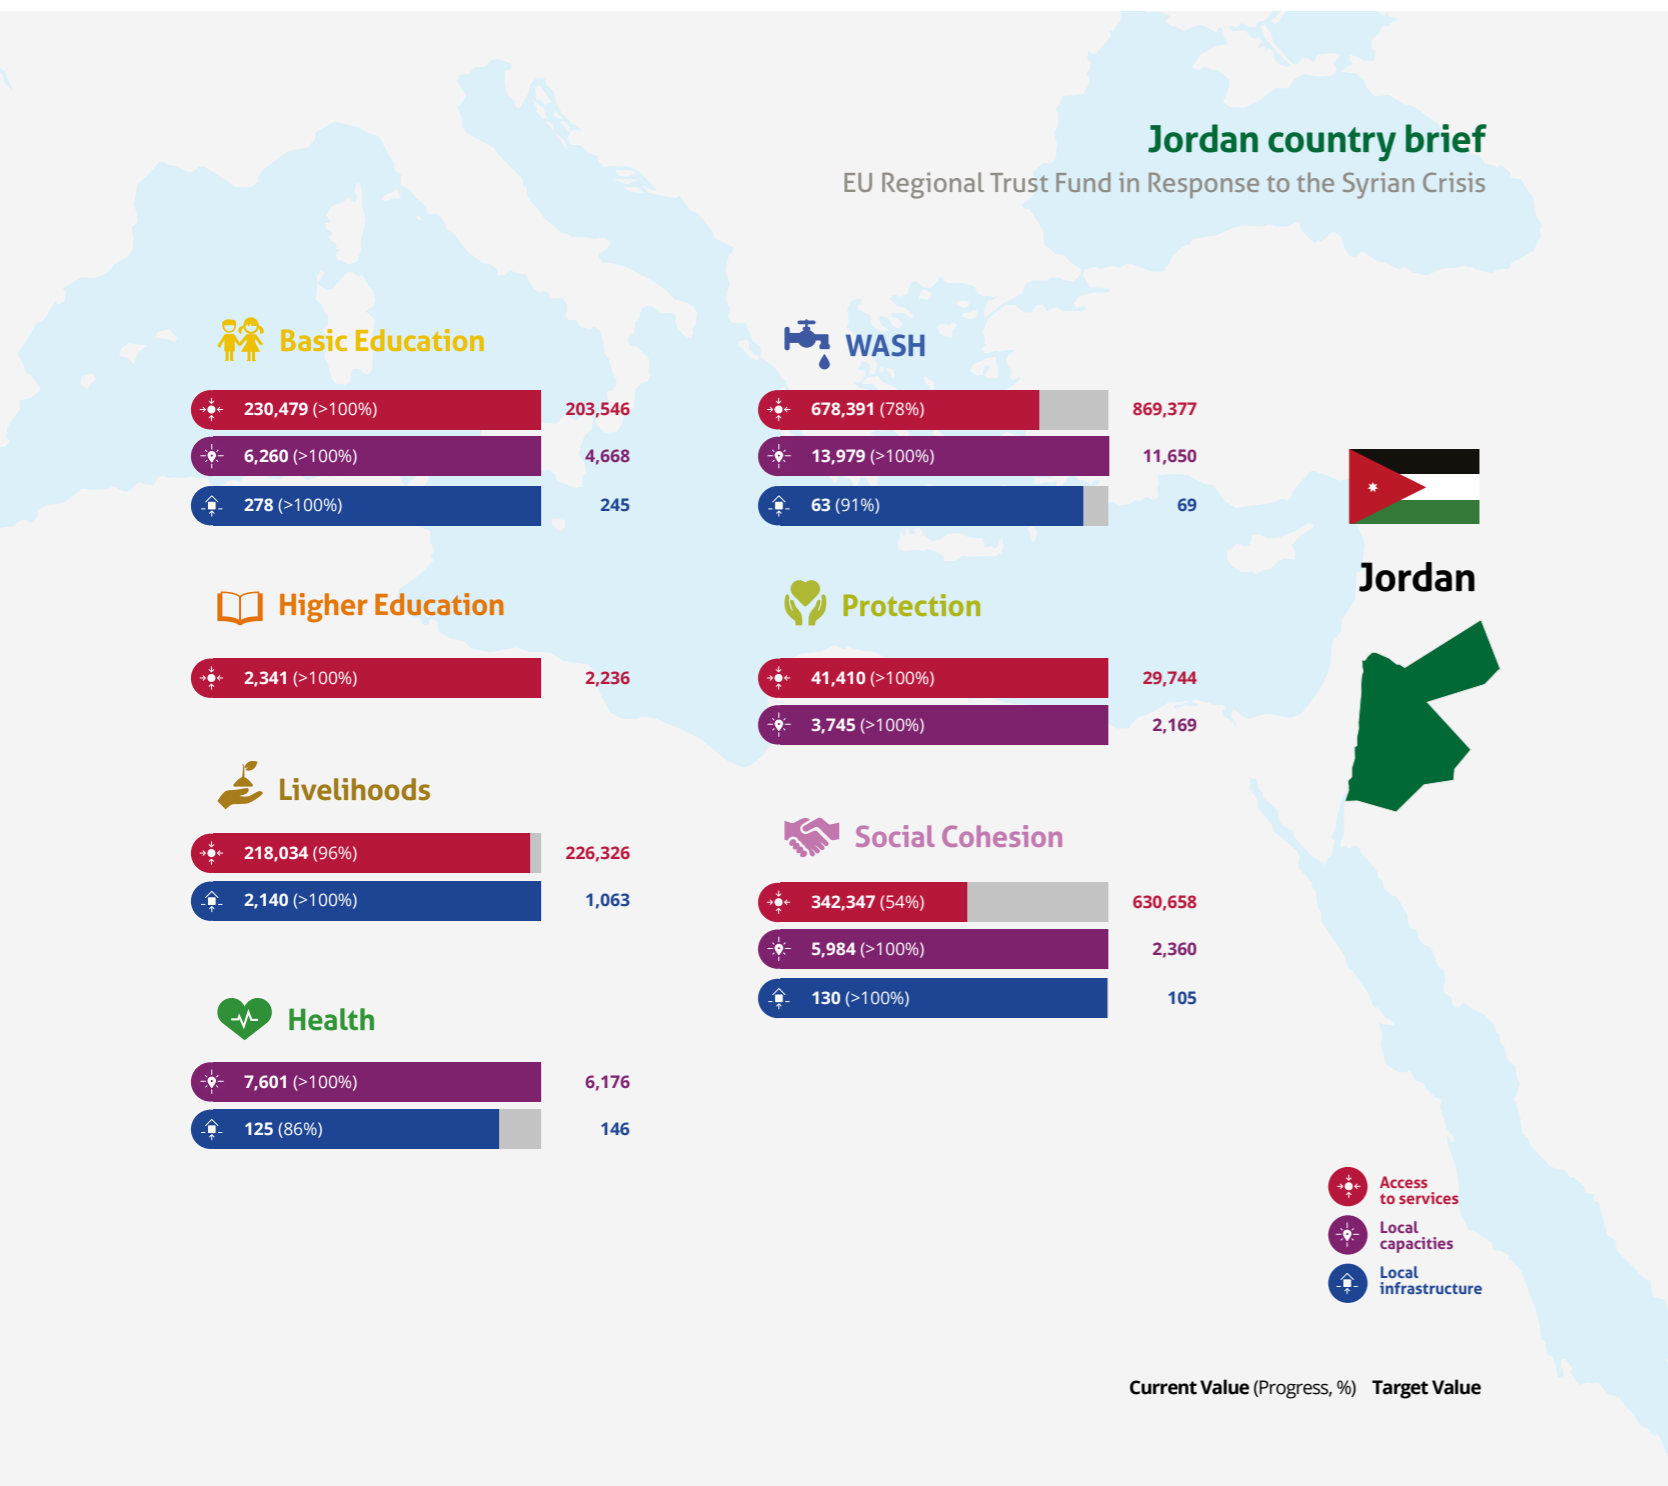 Jordan country brief
EU Regional Trust Fund in Response to the Syrian Crisis
Basic Education
230,479 (>100%) 203,546
6,260 (>100%) 4,668
278 (>100%) 245
Higher Education
2,341 (>100%) 2,236
Livelihoods
218,034 (96%) 226,326
2,140 (>100%) 1,063
Health
7,601 (>100%) 6,176
125 (86%) 146
WASH
678,391 (78%) 869,377
13,979 (>100%) 11,650
63 (91%) 69
Protection
41,410 (>100%) 29,744
3,745 (>100%) 2,169
Social Cohesion
342,347 (54%) 630,658
5,984 (>100%) 2,360
130 (>100%) 105
Jordan
Access
to services
Local
capacities
Local
infrastructure
Current Value (Progress, %) Target Value